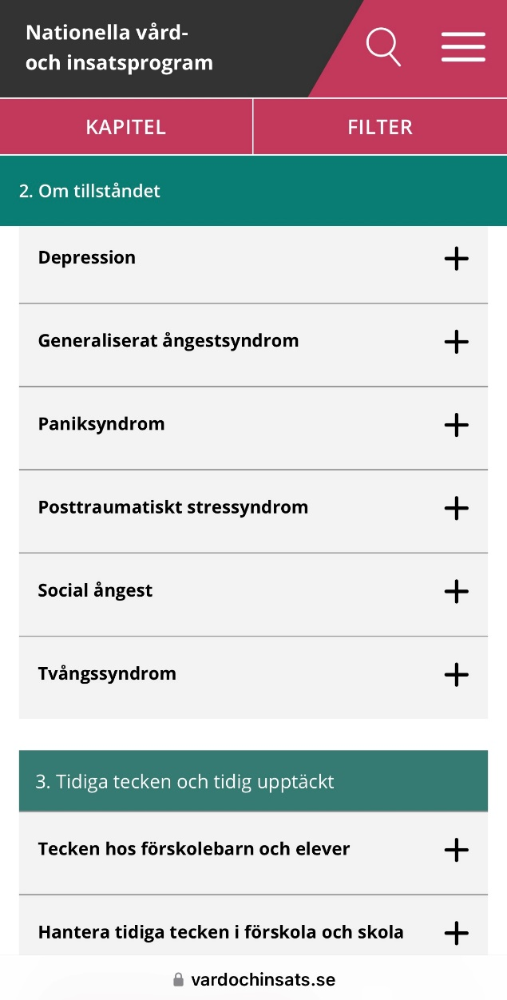 Nationella vård-
och insatsprogram
KAPITEL
FILTER
2. Om tillståndet
Depression
Generaliserat ångestsyndrom
Paniksyndrom
Posttraumatiskt stressyndrom
Social ångest
Tvångssyndrom
3. Tidiga tecken och tidig upptäckt
Tecken hos förskolebarn och elever
Hantera tidiga tecken i förskola och skola
vardochinsats.se